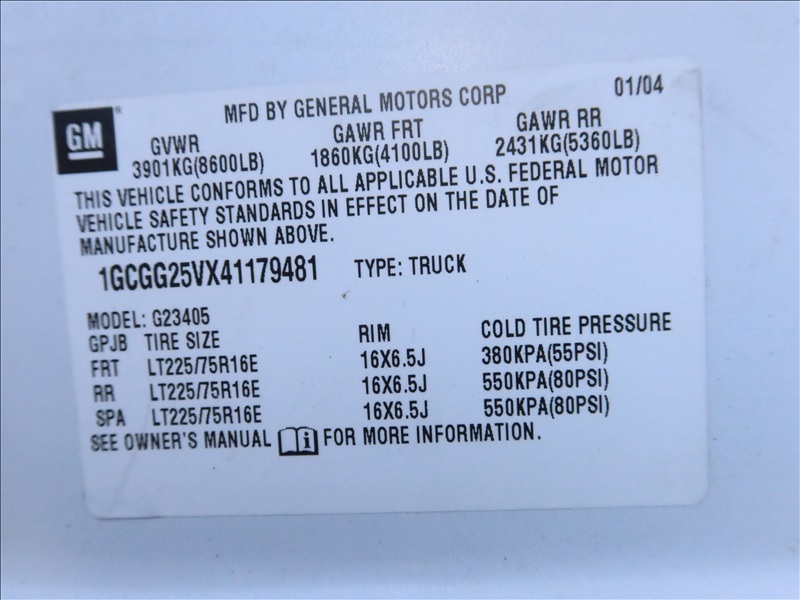 GM
MFD BY GENERAL MOTORS CORP 01/04
GVWR GAWR FRT GAWR RR
3901KG(8600LB) 1860KG(4100LB) 2431KG(5360LB)
THIS VEHICLE CONFORMS TO ALL APPLICABLE U.S. FEDERAL MOTOR
VEHICLE SAFETY STANDARDS IN EFFECT ON THE DATE OF
MANUFACTURE SHOWN ABOVE.
1GCGG25VX41179481 TYPE: TRUCK
MODEL: G23405
GPJB TIRE SIZE RIM COLD TIRE PRESSURE
FRT LT225/75R16E 16X6.5J 380KPA(55PSI)
RR LT225/75R16E 16X6.5J 550KPA(80PSI)
SPA LT225/75R16E 16X6.5J 550KPA(80PSI)
SEE OWNER'S MANUAL i FOR MORE INFORMATION.